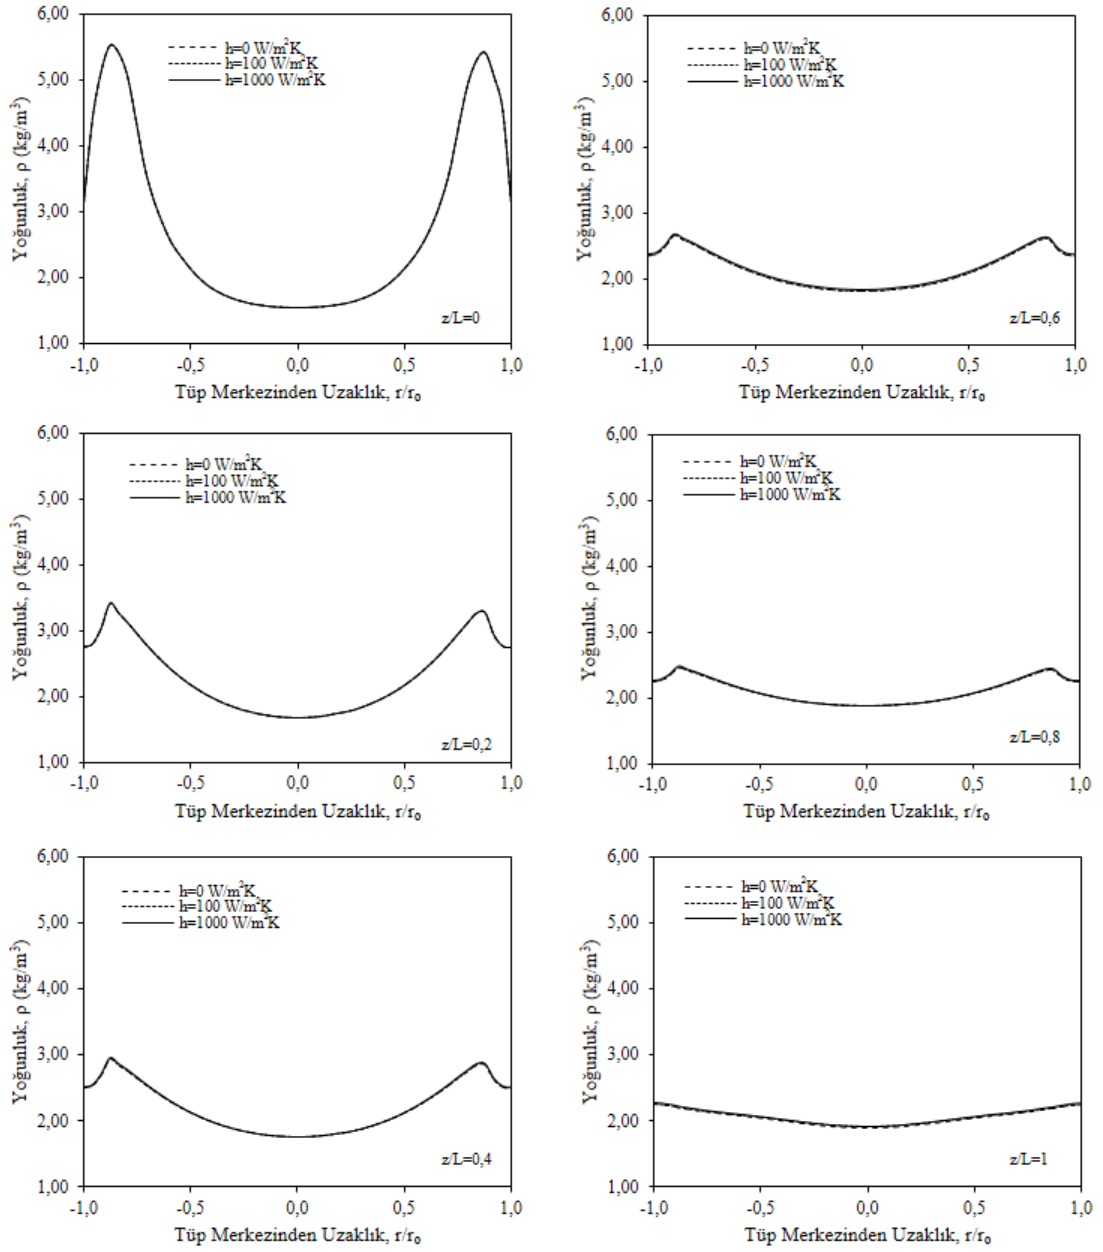 6,00
5,00
4,00
3,00
2,00
1,00
Yoğunluk, ρ (kg/m³)
h=0 W/m²K
h=100 W/m²K
h=1000 W/m²K
z/L=0
-1,0 -0,5 0,0 0,5 1,0
Tüp Merkezinden Uzaklık, r/r₀
6,00
5,00
4,00
3,00
2,00
1,00
Yoğunluk, ρ (kg/m³)
h=0 W/m²K
h=100 W/m²K
h=1000 W/m²K
z/L=0,6
-1,0 -0,5 0,0 0,5 1,0
Tüp Merkezinden Uzaklık, r/r₀
6,00
5,00
4,00
3,00
2,00
1,00
Yoğunluk, ρ (kg/m³)
h=0 W/m²K
h=100 W/m²K
h=1000 W/m²K
z/L=0,2
-1,0 -0,5 0,0 0,5 1,0
Tüp Merkezinden Uzaklık, r/r₀
6,00
5,00
4,00
3,00
2,00
1,00
Yoğunluk, ρ (kg/m³)
h=0 W/m²K
h=100 W/m²K
h=1000 W/m²K
z/L=0,8
-1,0 -0,5 0,0 0,5 1,0
Tüp Merkezinden Uzaklık, r/r₀
6,00
5,00
4,00
3,00
2,00
1,00
Yoğunluk, ρ (kg/m³)
h=0 W/m²K
h=100 W/m²K
h=1000 W/m²K
z/L=0,4
-1,0 -0,5 0,0 0,5 1,0
Tüp Merkezinden Uzaklık, r/r₀
6,00
5,00
4,00
3,00
2,00
1,00
Yoğunluk, ρ (kg/m³)
h=0 W/m²K
h=100 W/m²K
h=1000 W/m²K
z/L=1
-1,0 -0,5 0,0 0,5 1,0
Tüp Merkezinden Uzaklık, r/r₀